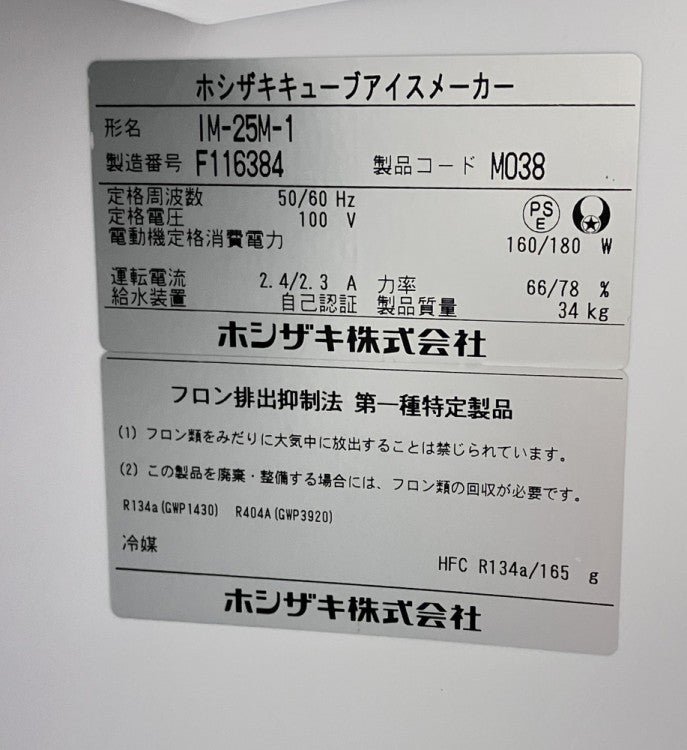 ホシザキキューブアイスメーカー
形名 IM-25M-1
製造番号 F116384 製品コード M038
定格周波数 50/60 Hz
定格電圧 100 V
PS
E
電動機定格消費電力 160/180 W
運転電流 2.4/2.3 A 力率 66/78 %
給水装置 自己認証 製品質量 34 kg
ホシザキ株式会社
フロン排出抑制法 第一種特定製品
(1) フロン類をみだりに大気中に放出することは禁じられています。
(2) この製品を廃棄・整備する場合には、フロン類の回収が必要です。
R134a(GWP1430) R404A(GWP3920)
冷媒
HFC R134a/165 g
ホシザキ株式会社